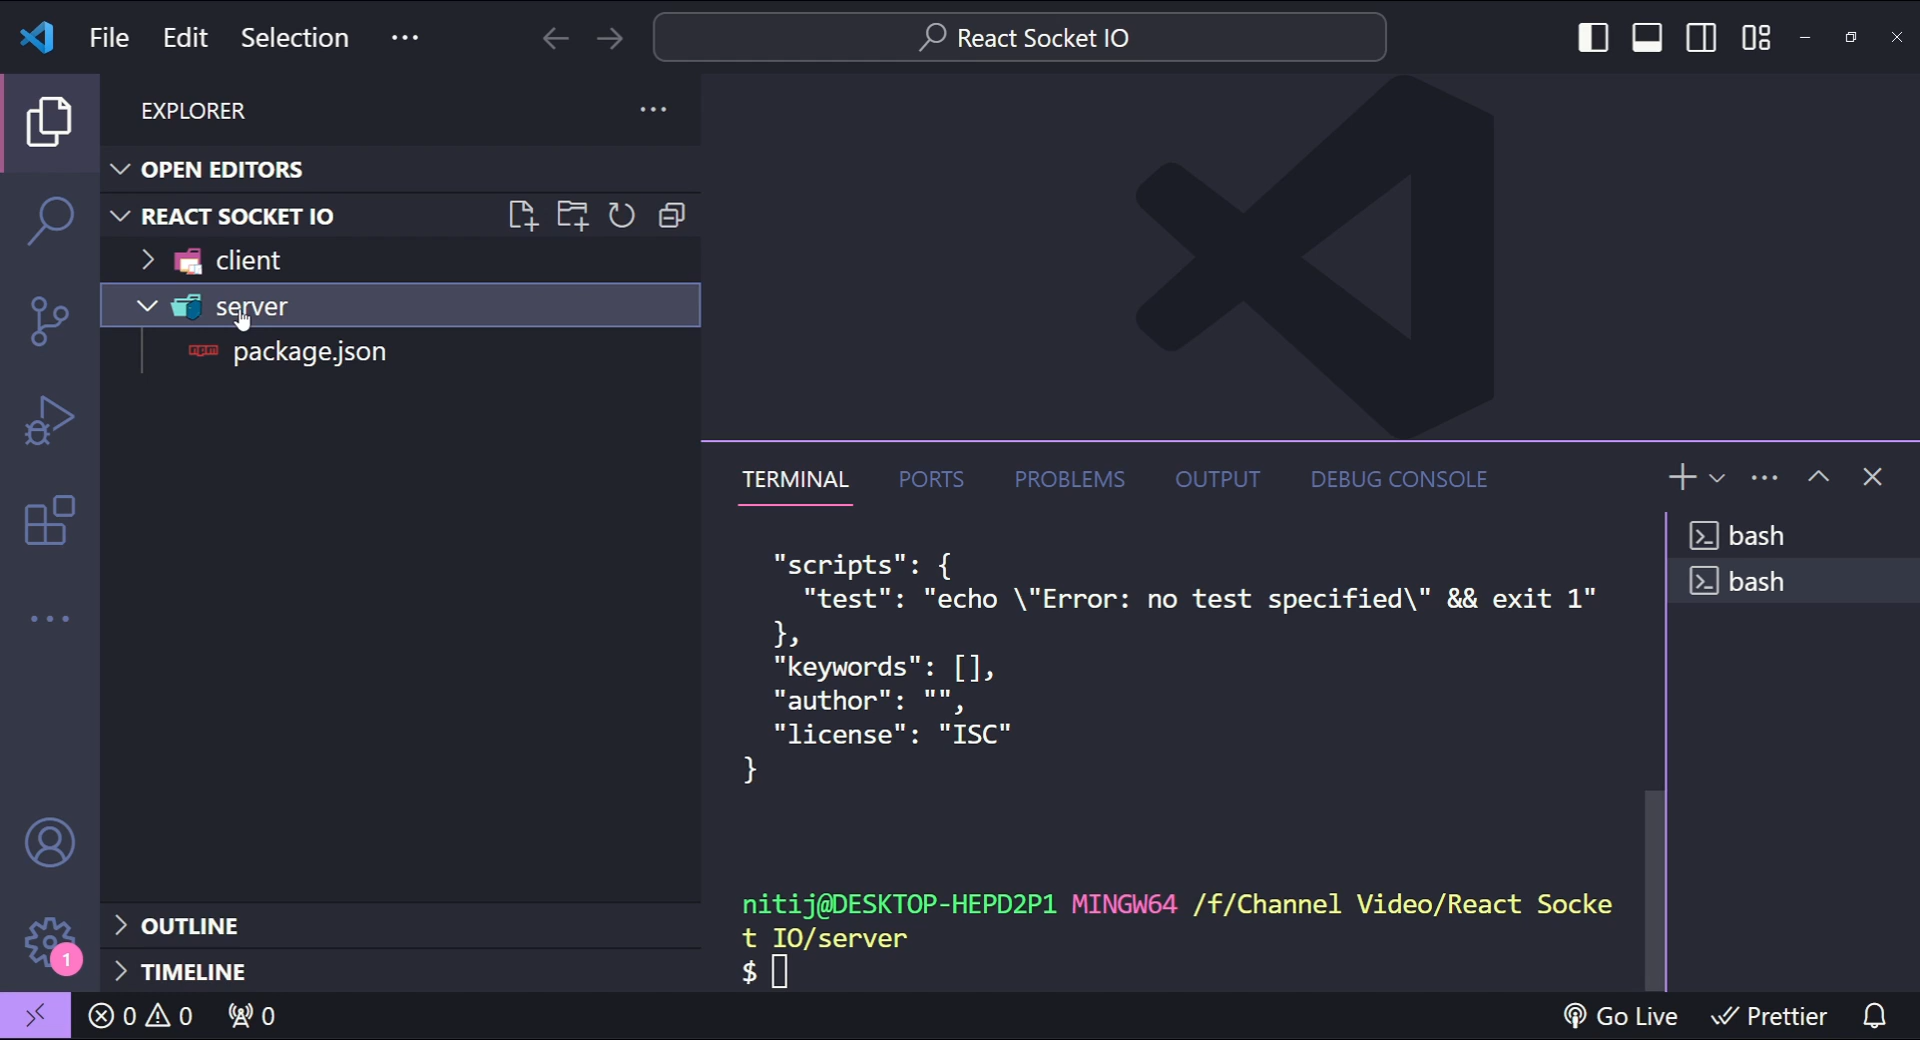 File Edit Selection ···
React Socket IO
EXPLORER ···
OPEN EDITORS
REACT SOCKET IO
client
server
package.json
OUTLINE
TIMELINE
TERMINAL PORTS PROBLEMS OUTPUT DEBUG CONSOLE
"scripts": {
"test": "echo \"Error: no test specified\" && exit 1"
},
"keywords": [],
"author": "",
"license": "ISC"
}
nitij@DESKTOP-HEPD2P1 MINGW64 /f/Channel Video/React Socke
t IO/server
$
bash
bash
1
0 0 0
Go Live Prettier